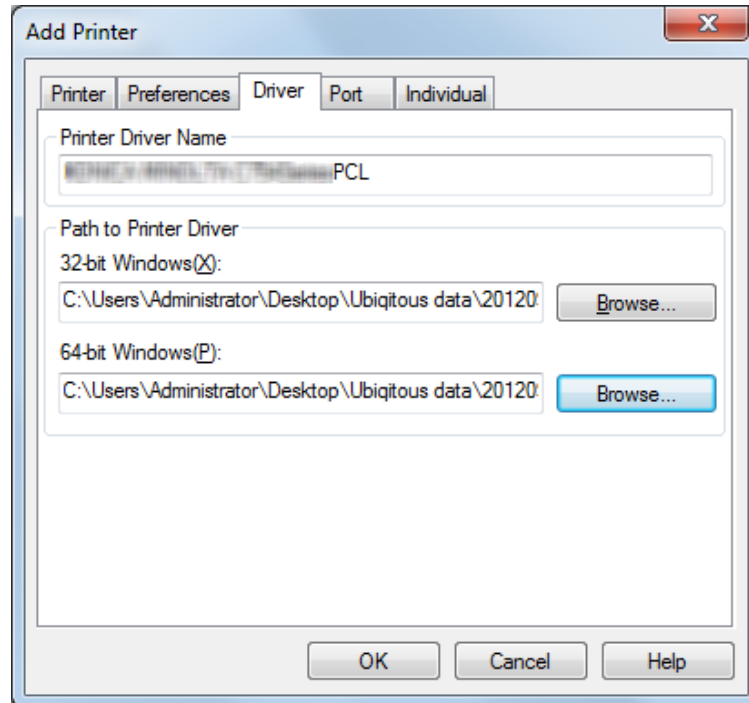 Add Printer
Printer Preferences Driver Port Individual
Printer Driver Name
PCL
Path to Printer Driver
32-bit Windows(X):
C:\Users\Administrator\Desktop\Ubiqitous data\20120 Browse...
64-bit Windows(P):
C:\Users\Administrator\Desktop\Ubiqitous data\20120 Browse...
OK Cancel Help